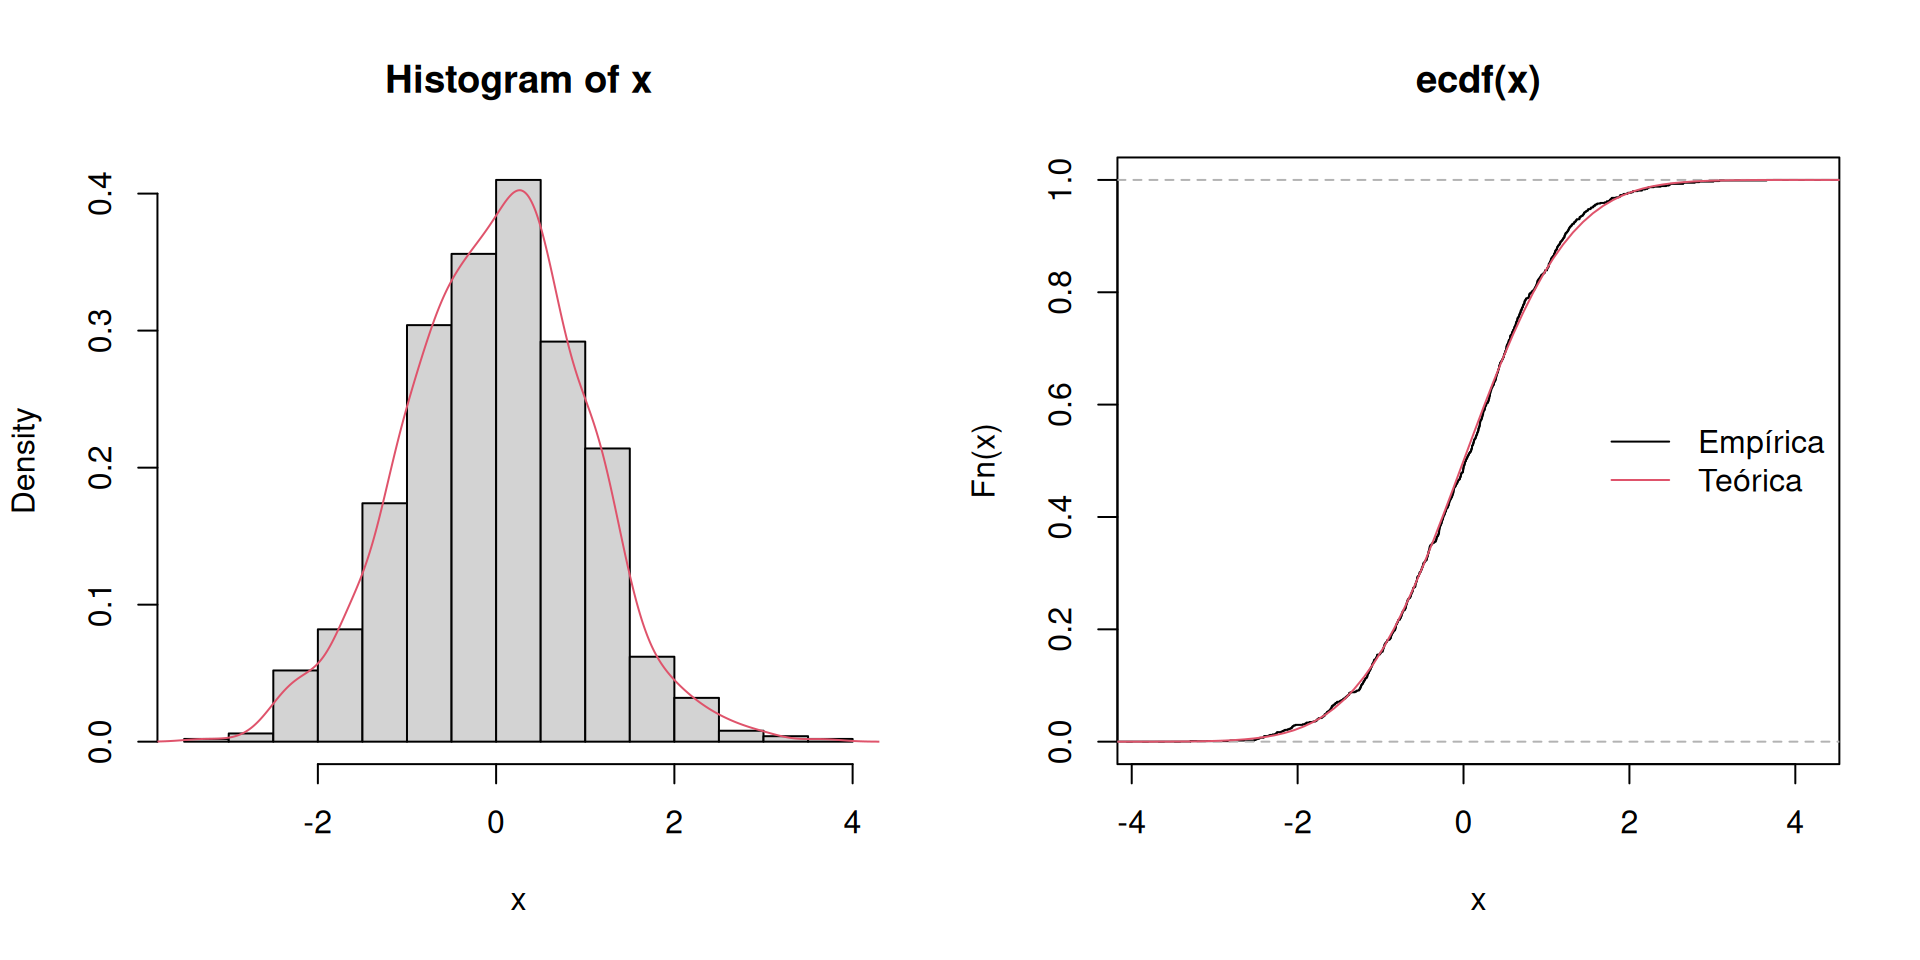 Histogram of x
Density
0.0 0.1 0.2 0.3 0.4
-2 0 2 4
x
ecdf(x)
Fn(x)
0.0 0.2 0.4 0.6 0.8 1.0
Empírica
Teórica
-4 -2 0 2 4
x